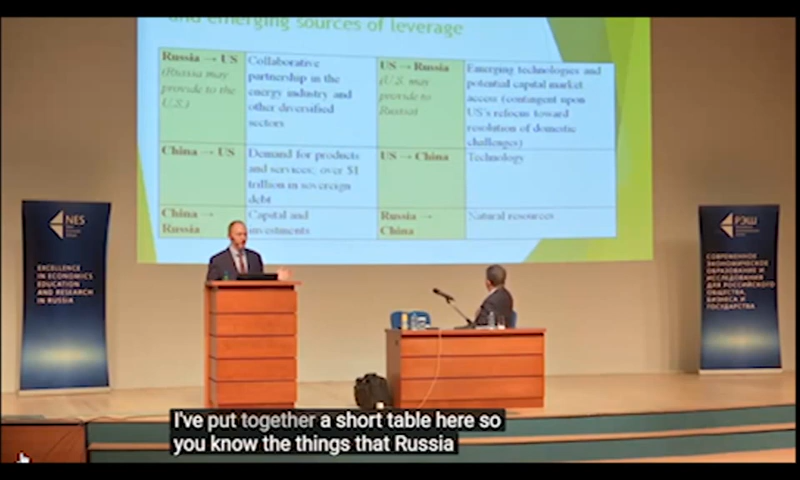 and emerging sources of leverage
Russia → US
(Russia may
provide to the
U.S.)
Collaborative
partnership in the
energy industry and
other diversified
sectors
US → Russia
(U.S. may
provide to
Russia)
Emerging technologies and
potential capital market
access (contingent upon
US's refocus toward
resolution of domestic
challenges)
China → US
Demand for products
and services; over $1
trillion in sovereign
debt
US → China
Technology
China →
Russia
Capital and
investments
Russia →
China
Natural resources
NES
EXCELLENCE
IN ECONOMICS
EDUCATION
AND RESEARCH
IN RUSSIA
РЭШ
СОВРЕМЕННОЕ
ЭКОНОМИЧЕСКОЕ
ОБРАЗОВАНИЕ И
ИССЛЕДОВАНИЯ
ДЛЯ РОССИЙСКОГО
ОБЩЕСТВА,
БИЗНЕСА И
ГОСУДАРСТВА
I've put together a short table here so
you know the things that Russia